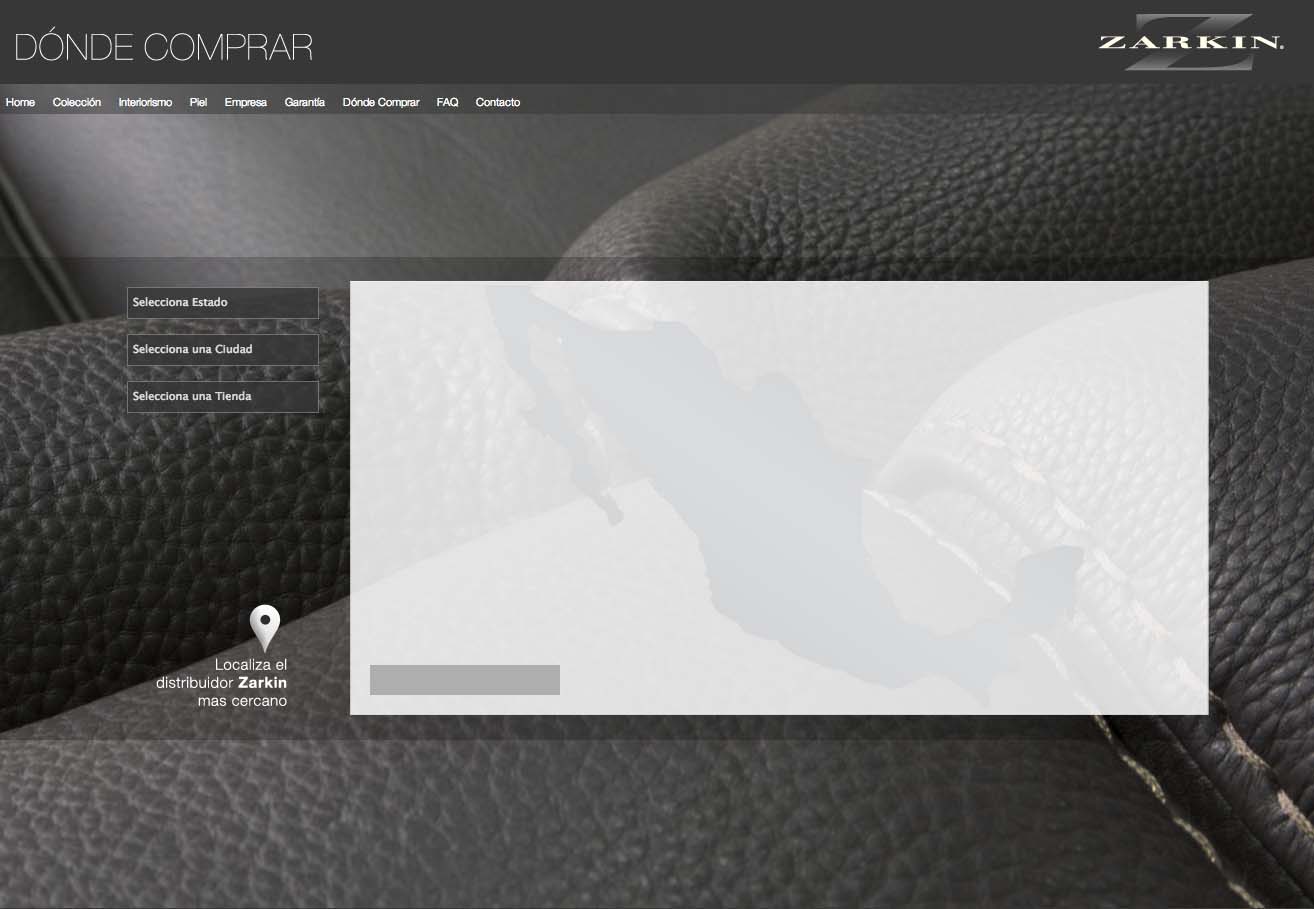 DÓNDE COMPRAR
ZARKIN
Home Colección Interiorismo Piel Empresa Garantía Dónde Comprar FAQ Contacto
Selecciona Estado
Selecciona una Ciudad
Selecciona una Tienda
Localiza el
distribuidor Zarkin
mas cercano